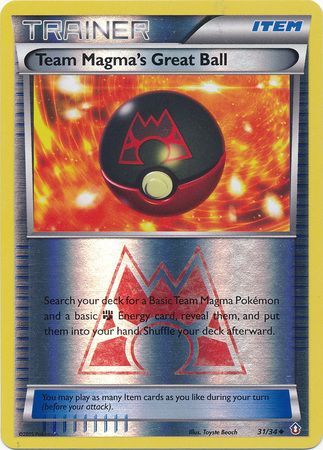 TRAINER ITEM
Team Magma's Great Ball
Search your deck for a Basic Team Magma Pokémon
and a basic Energy card, reveal them, and
put them into your hand. Shuffle your deck afterward.
You may play as many Item cards as you like during your turn
(before your attack).
Illus. Toyste Beach 31/34